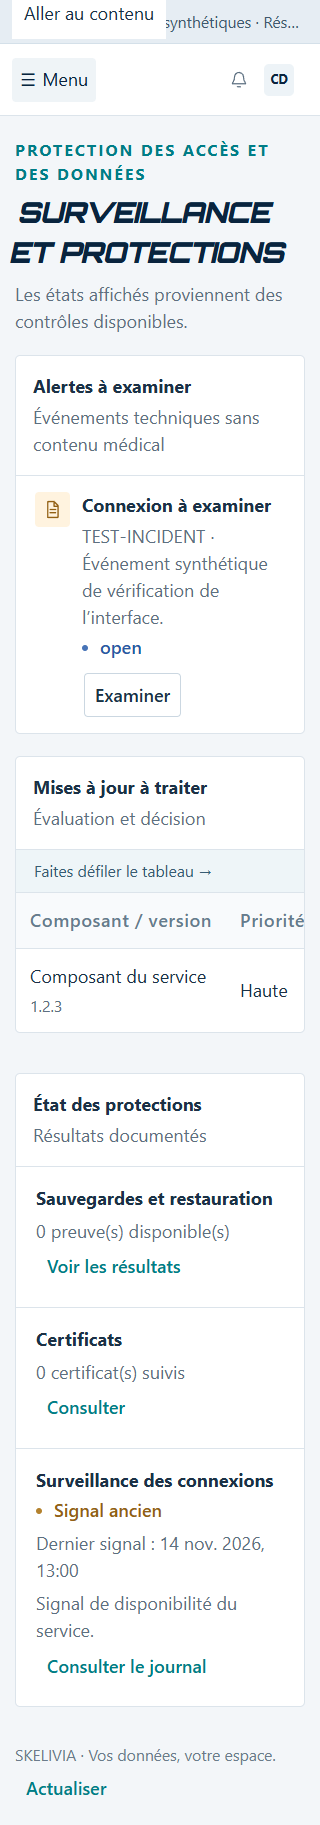 Aller au contenu
synthétiques · Rés...
☰ Menu
CD
PROTECTION DES ACCÈS ET
DES DONNÉES
SURVEILLANCE
ET PROTECTIONS
Les états affichés proviennent des
contrôles disponibles.
Alertes à examiner
Événements techniques sans
contenu médical
Connexion à examiner
TEST-INCIDENT ·
Événement synthétique
de vérification de
l’interface.
• open
Examiner
Mises à jour à traiter
Évaluation et décision
Faites défiler le tableau →
Composant / version Priorité
Composant du service
Haute
1.2.3
État des protections
Résultats documentés
Sauvegardes et restauration
0 preuve(s) disponible(s)
Voir les résultats
Certificats
0 certificat(s) suivis
Consulter
Surveillance des connexions
• Signal ancien
Dernier signal : 14 nov. 2026,
13:00
Signal de disponibilité du
service.
Consulter le journal
SKELIVIA · Vos données, votre espace.
Actualiser